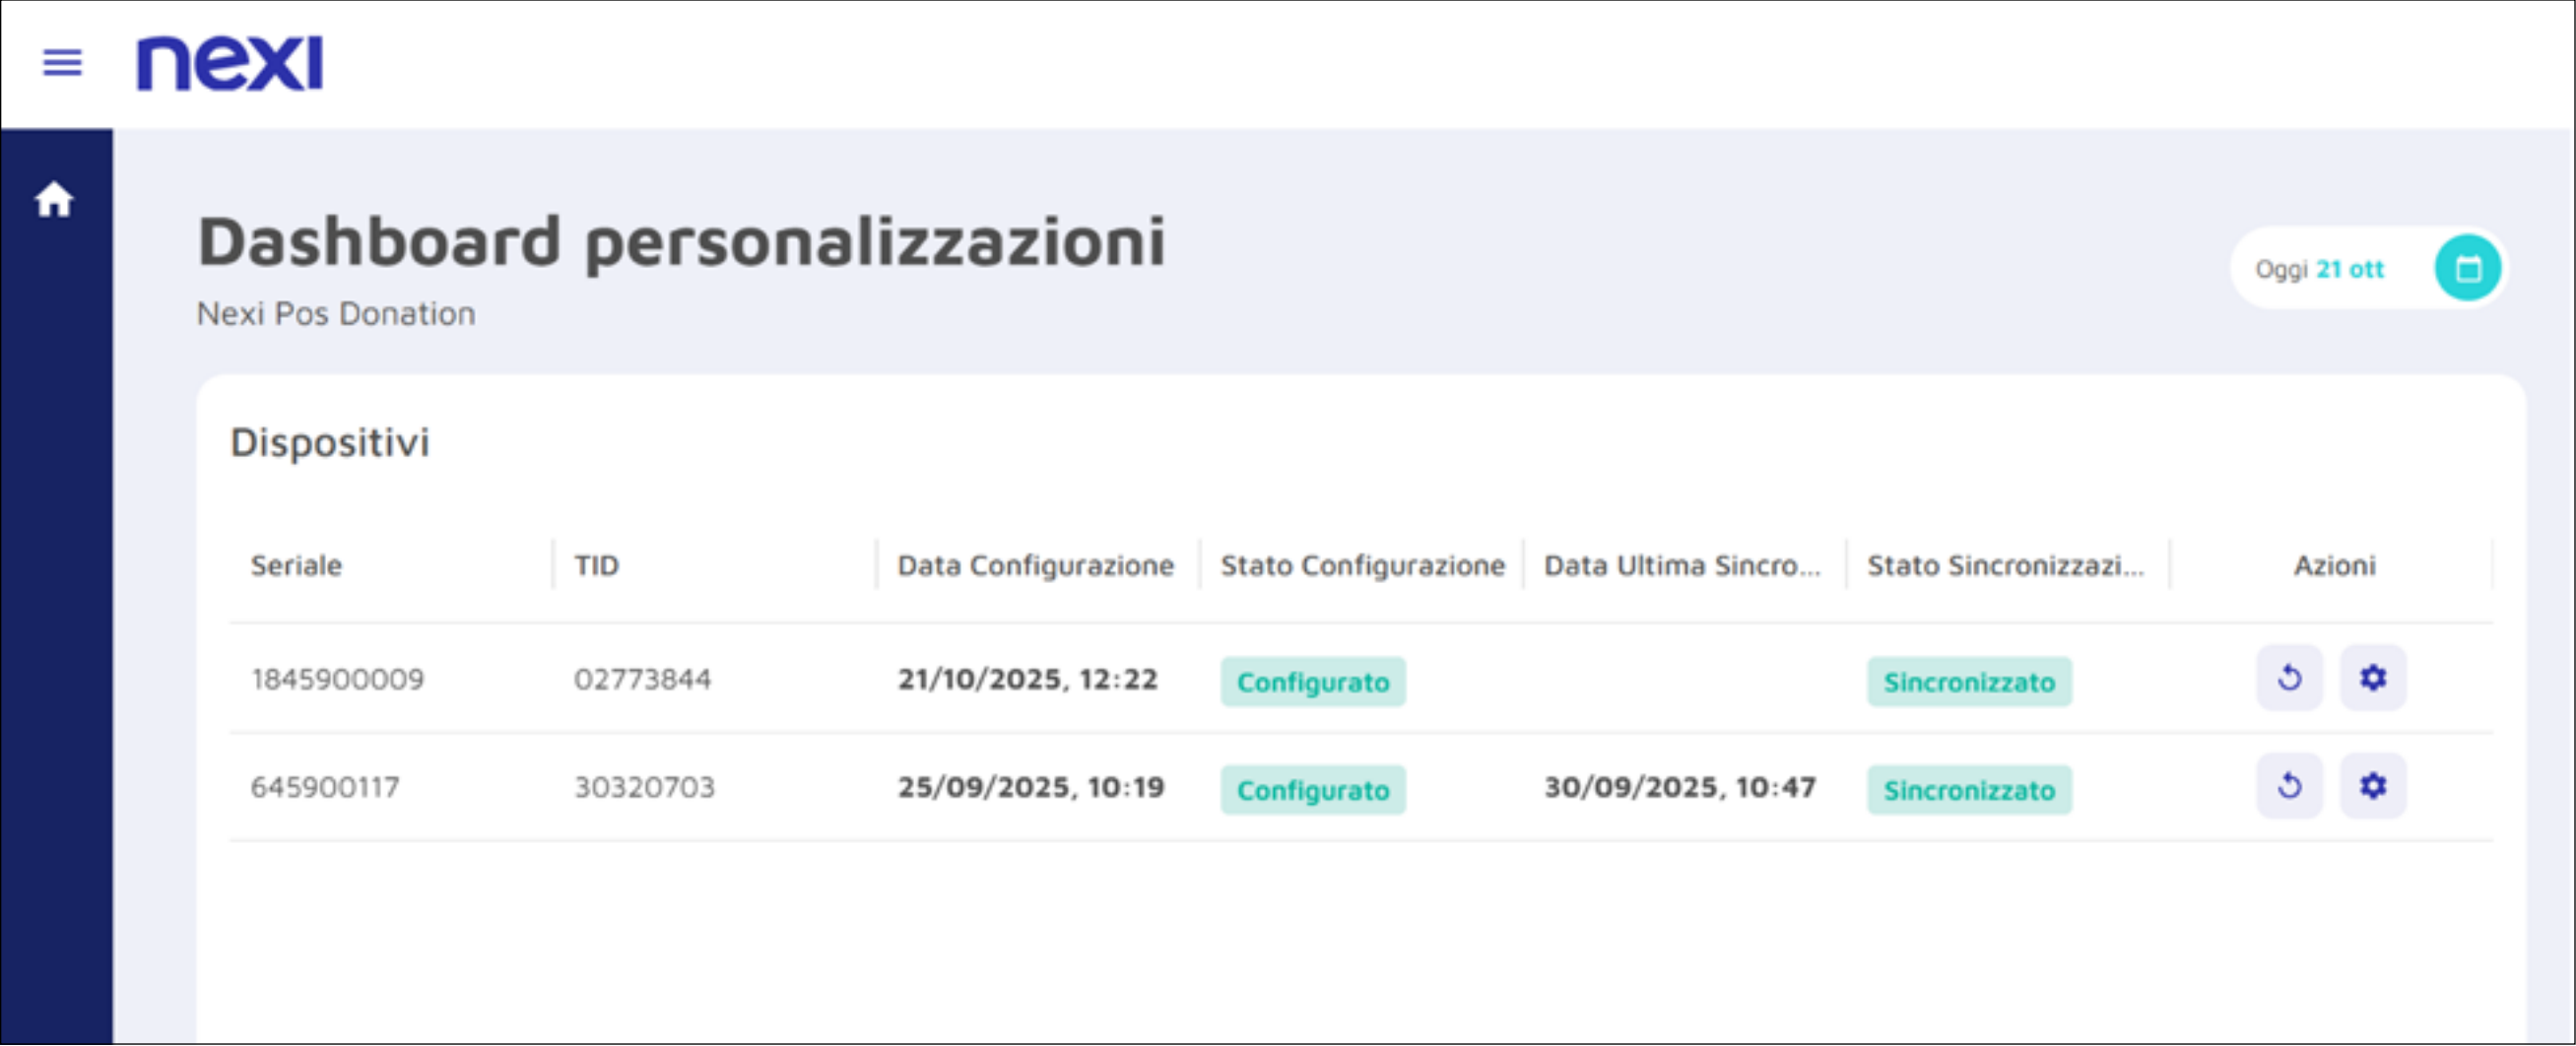 nexi
Dashboard personalizzazioni
Nexi Pos Donation
Oggi 21 ott
Dispositivi
Seriale TID Data Configurazione Stato Configurazione Data Ultima Sincro... Stato Sincronizzazi... Azioni
1845900009 02773844 21/10/2025, 12:22 Configurato Sincronizzato
645900117 30320703 25/09/2025, 10:19 Configurato 30/09/2025, 10:47 Sincronizzato